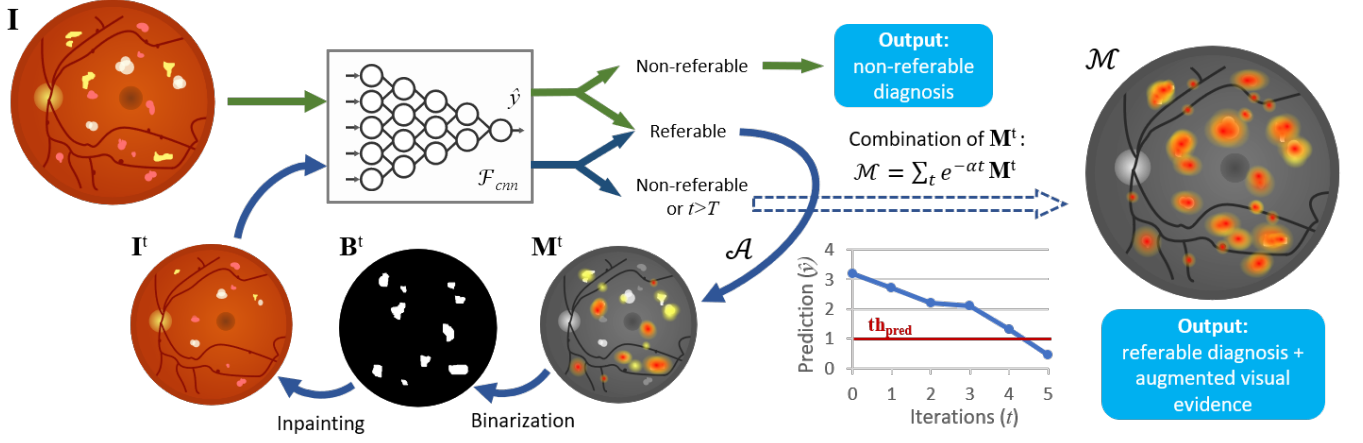 I
ŷ
𝓕cnn
Non-referable
Referable
Non-referable
or t>T
Output:
non-referable
diagnosis
Combination of Mᵗ:
ℳ = ∑ₜ e^{−αt} Mᵗ
ℳ
Iᵗ
Bᵗ
Mᵗ
𝒜
Inpainting
Binarization
Prediction (ŷ)
4
3
2
1
0
th_pred
0 1 2 3 4 5
Iterations (t)
Output:
referable diagnosis +
augmented visual
evidence